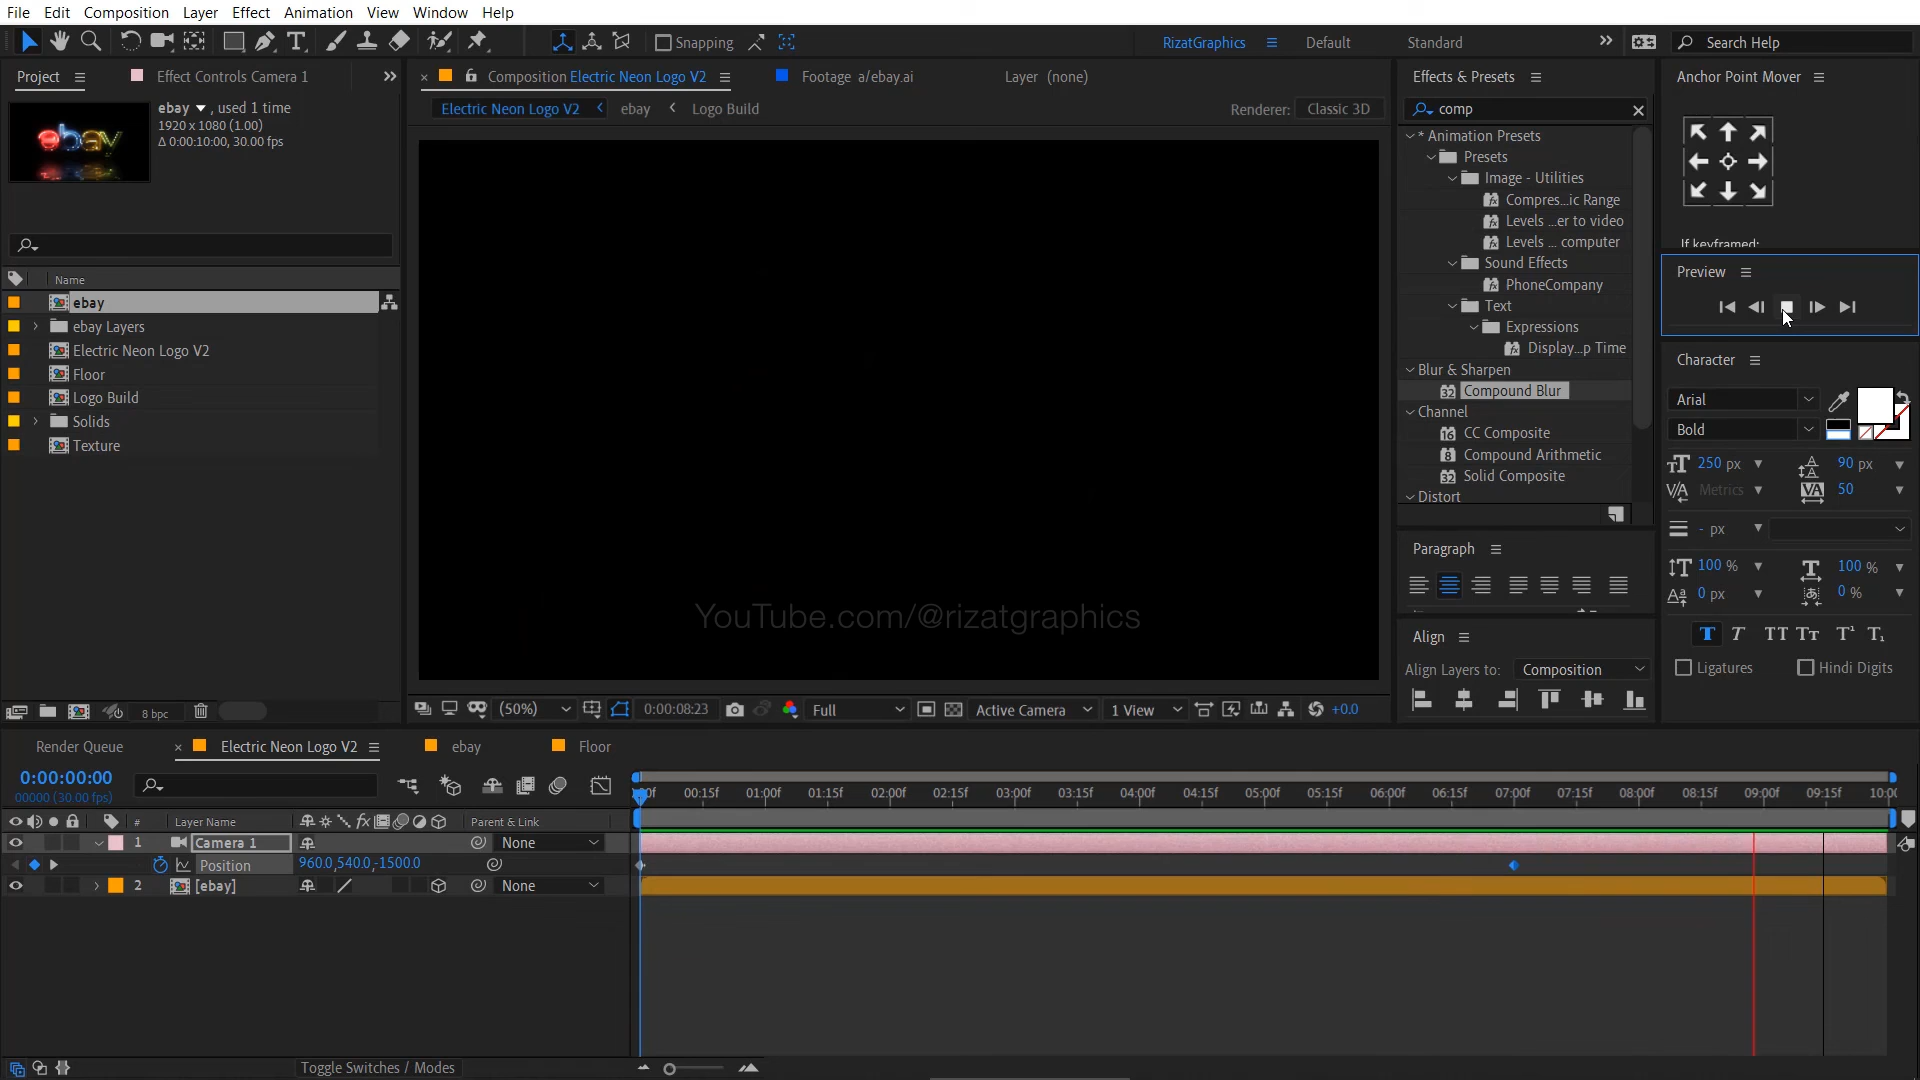 File Edit Composition Layer Effect Animation View Window Help
Snapping
RizatGraphics Default Standard Search Help
Project Effect Controls Camera 1
Composition Electric Neon Logo V2 Footage a/ebay.ai Layer (none)
Effects & Presets
Anchor Point Mover
ebay , used 1 time
1920 x 1080 (1.00)
Δ 0:00:10:00, 30.00 fps
Electric Neon Logo V2 ebay Logo Build Renderer: Classic 3D
comp
* Animation Presets
Presets
Image - Utilities
Compres...ic Range
Levels ...er to video
Levels ... computer
Sound Effects
PhoneCompany
Text
Expressions
Display...p Time
Blur & Sharpen
32 Compound Blur
Channel
16 CC Composite
8 Compound Arithmetic
32 Solid Composite
Distort
If keyframed:
Preview
Character
Arial
Bold
250 px 90 px
Metrics 50
- px
100 % 100 %
0 px 0 %
T T TT Tт T¹ T₁
Ligatures Hindi Digits
Paragraph
Align
Align Layers to: Composition
Name
ebay
ebay Layers
Electric Neon Logo V2
Floor
Logo Build
Solids
Texture
8 bpc
ebay
YouTube.com/@rizatgraphics
(50%) 0:00:08:23 Full Active Camera 1 View +0.0
Render Queue Electric Neon Logo V2 ebay Floor
0:00:00:00
00000 (30.00 fps)
:00f 00:15f 01:00f 01:15f 02:00f 02:15f 03:00f 03:15f 04:00f 04:15f 05:00f 05:15f 06:00f 06:15f 07:00f 07:15f 08:00f 08:15f 09:00f 09:15f 10:00
# Layer Name fx Parent & Link
1 Camera 1 None
Position 960.0,540.0,-1500.0
2 [ebay] None
Toggle Switches / Modes